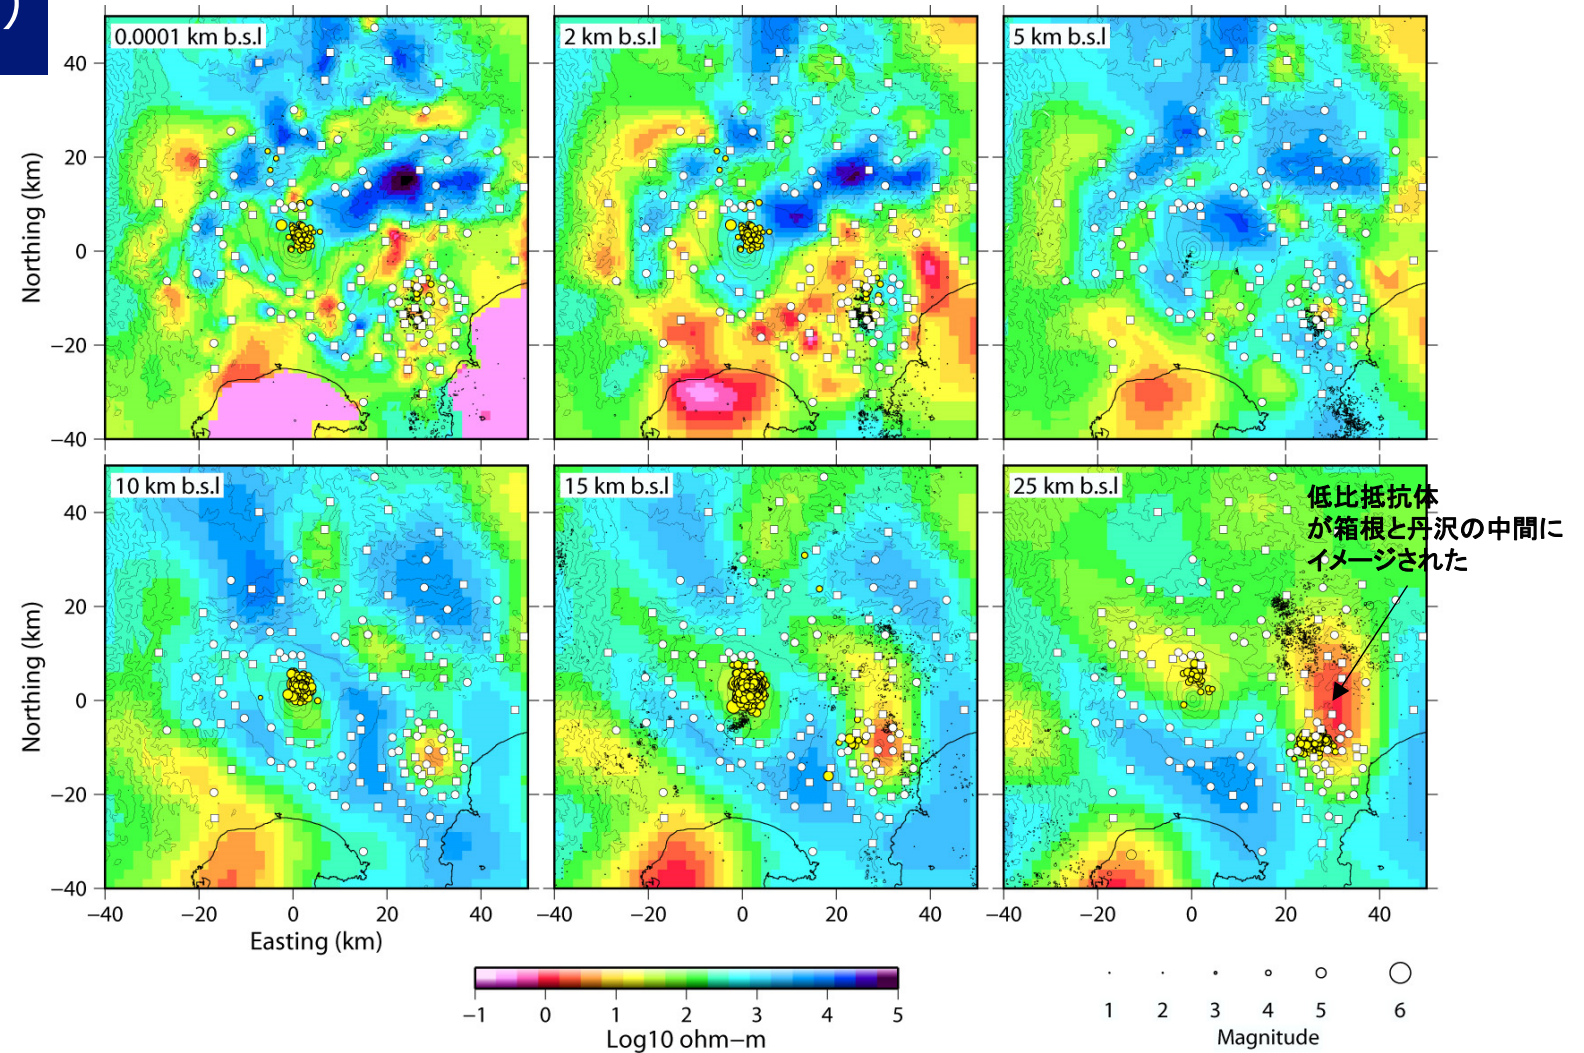 )
0.0001 km b.s.l
2 km b.s.l
5 km b.s.l
40
20
0
−20
−40
Northing (km)
10 km b.s.l
15 km b.s.l
25 km b.s.l
低比抵抗体
が箱根と丹沢の中間に
イメージされた
40
20
0
−20
−40
Northing (km)
−40 −20 0 20 40
−40 −20 0 20 40
−40 −20 0 20 40
Easting (km)
−1 0 1 2 3 4 5
Log10 ohm−m
1 2 3 4 5 6
Magnitude